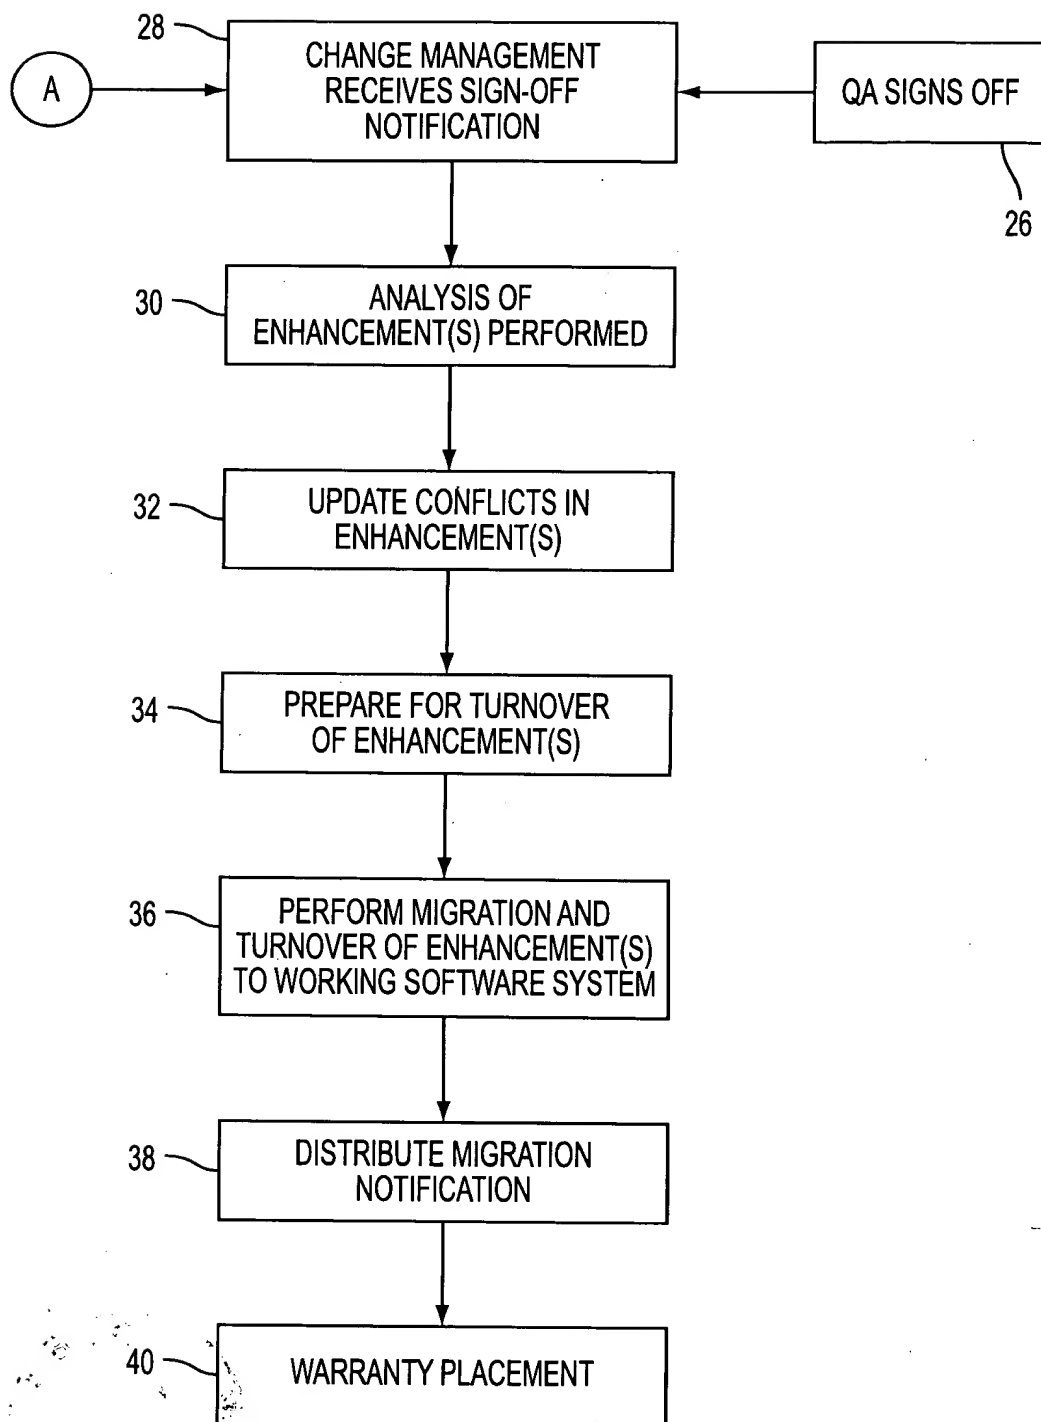 28
CHANGE MANAGEMENT
RECEIVES SIGN-OFF
NOTIFICATION
A
QA SIGNS OFF
26
30
ANALYSIS OF
ENHANCEMENT(S) PERFORMED
32
UPDATE CONFLICTS IN
ENHANCEMENT(S)
34
PREPARE FOR TURNOVER
OF ENHANCEMENT(S)
36
PERFORM MIGRATION AND
TURNOVER OF ENHANCEMENT(S)
TO WORKING SOFTWARE SYSTEM
38
DISTRIBUTE MIGRATION
NOTIFICATION
40
WARRANTY PLACEMENT